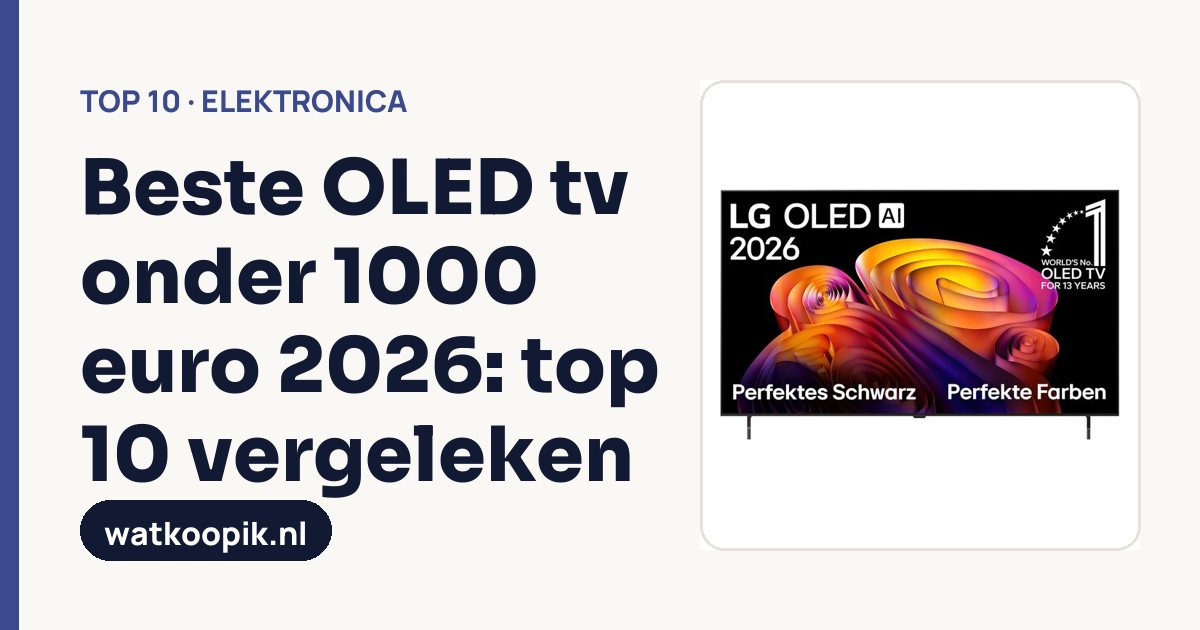 TOP 10 · ELEKTRONICA
Beste OLED tv
onder 1000
euro 2026: top
10 vergeleken
watkoopik.nl
LG OLED AI
2026
1
WORLD'S No.1
OLED TV
FOR 13 YEARS
Perfektes Schwarz
Perfekte Farben